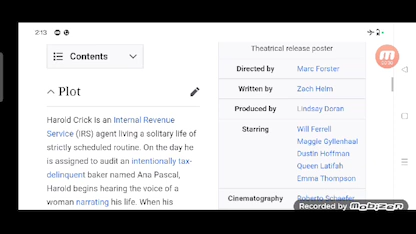 2:13
Contents
Plot
Harold Crick is an Internal Revenue
Service (IRS) agent living a solitary life of
strictly scheduled routine. On the day he
is assigned to audit an intentionally tax-
delinquent baker named Ana Pascal,
Harold begins hearing the voice of a
woman narrating his life. When his
Theatrical release poster
Directed by Marc Forster
Written by Zach Helm
Produced by Lindsay Doran
Starring Will Ferrell
Maggie Gyllenhaal
Dustin Hoffman
Queen Latifah
Emma Thompson
Cinematography Roberto Schaefer
Recorded by Mobizen